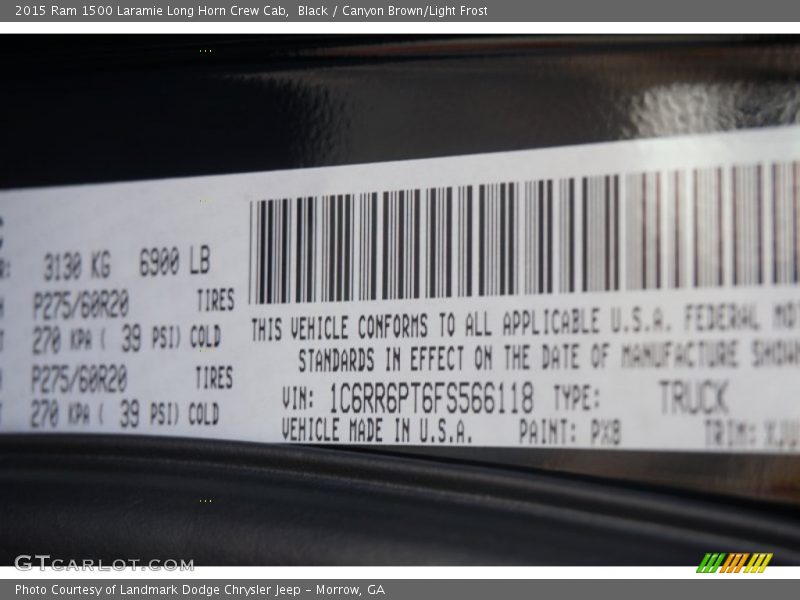 2015 Ram 1500 Laramie Long Horn Crew Cab,  Black / Canyon Brown/Light Frost
3130 KG 6900 LB
P275/60R20 TIRES
270 KPA ( 39 PSI) COLD
P275/60R20 TIRES
270 KPA ( 39 PSI) COLD
THIS VEHICLE CONFORMS TO ALL APPLICABLE U.S.A. FEDERAL
STANDARDS IN EFFECT ON THE DATE OF MANUFACTURE
VIN: 1C6RR6PT6FS566118 TYPE: TRUCK
VEHICLE MADE IN U.S.A. PAINT: PX8 TRIM:
GTCARLOT.COM
Photo Courtesy of Landmark Dodge Chrysler Jeep – Morrow, GA